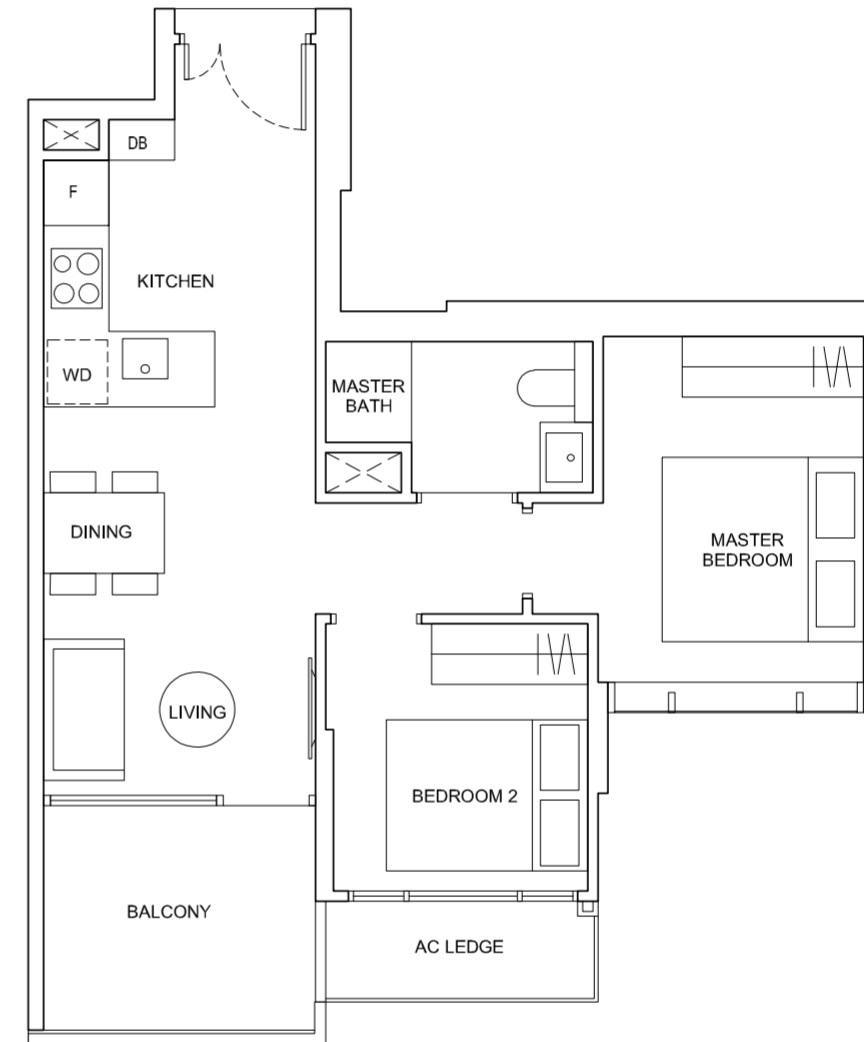 DB
F
KITCHEN
WD
MASTER
BATH
DINING
MASTER
BEDROOM
LIVING
BEDROOM 2
BALCONY
AC LEDGE